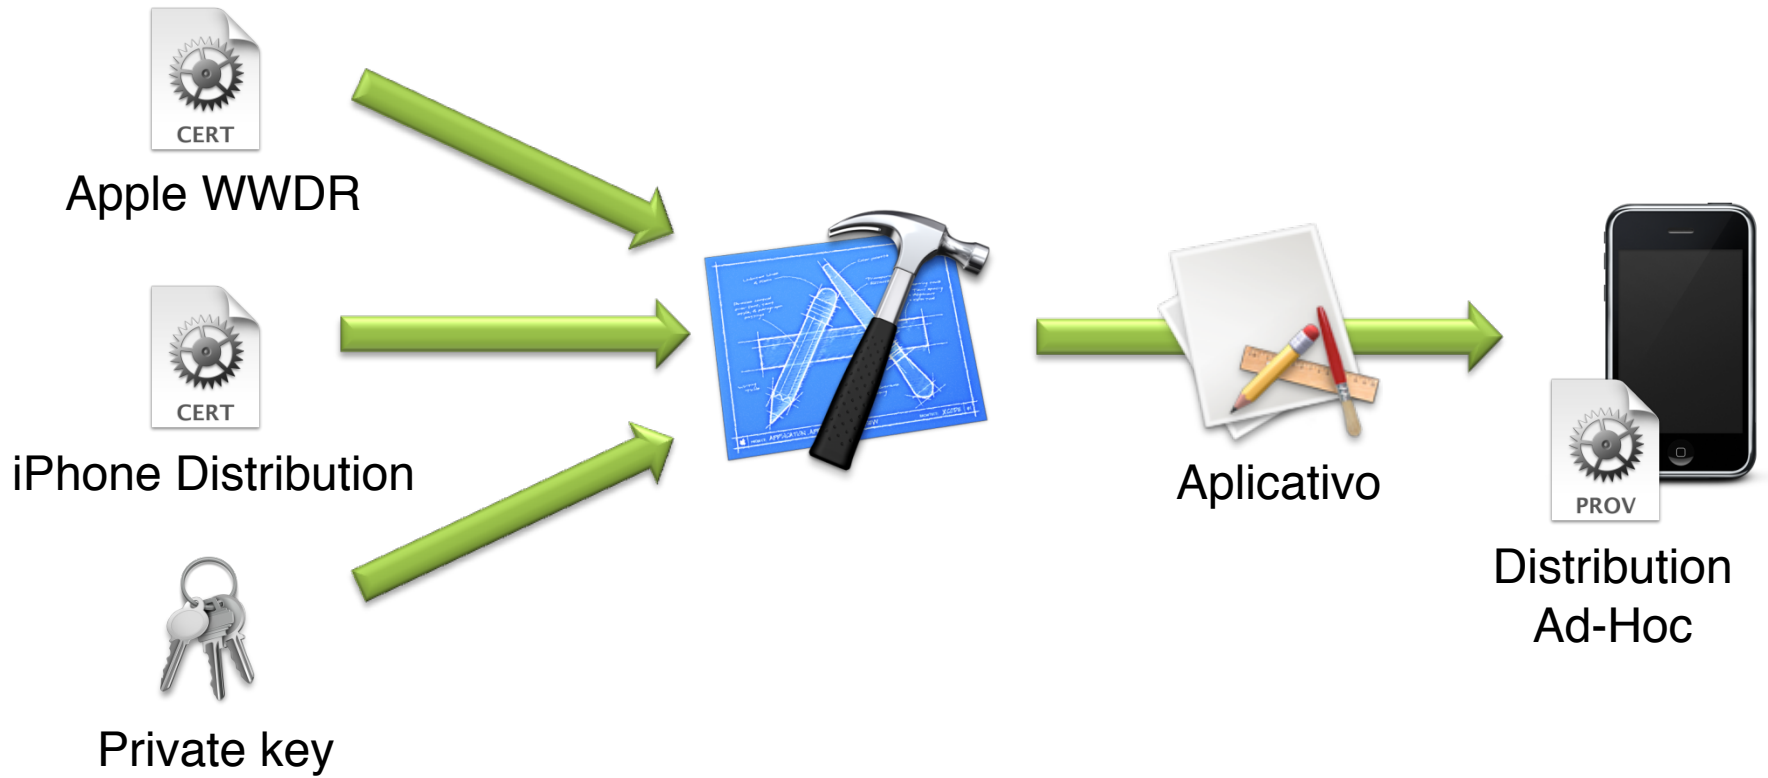 CERT
Apple WWDR
CERT
iPhone Distribution
Private key
Aplicativo
PROV
Distribution
Ad-Hoc